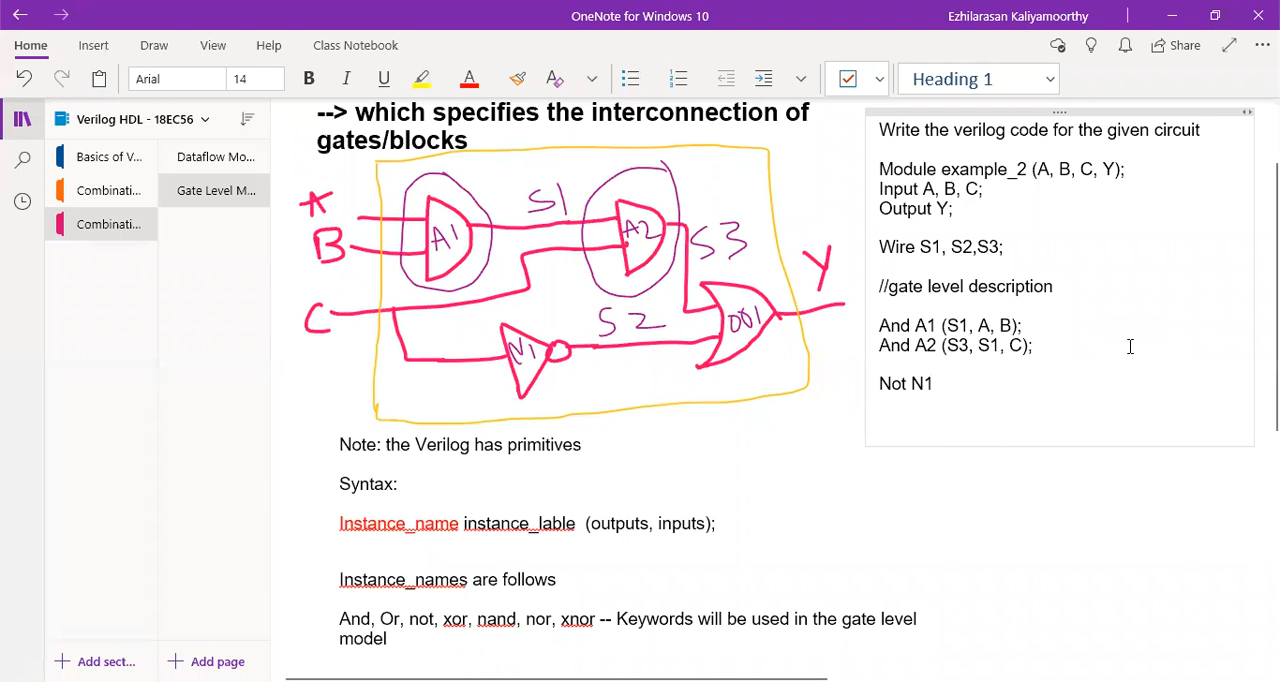 OneNote for Windows 10
Ezhilarasan Kaliyamoorthy
Home Insert Draw View Help Class Notebook
Share
Arial 14 B I U A A Heading 1
Verilog HDL - 18EC56
Basics of V...
Combinati...
Combinati...
Dataflow Mo...
Gate Level M...
Add sect...
Add page
--> which specifies the interconnection of
gates/blocks
A1 S1 A2 S3
B
C
N1 S2 Y
Note: the Verilog has primitives
Syntax:
Instance_name instance_lable (outputs, inputs);
Instance_names are follows
And, Or, not, xor, nand, nor, xnor -- Keywords will be used in the gate level
model
Write the verilog code for the given circuit
Module example_2 (A, B, C, Y);
Input A, B, C;
Output Y;
Wire S1, S2,S3;
//gate level description
And A1 (S1, A, B);
And A2 (S3, S1, C);
Not N1